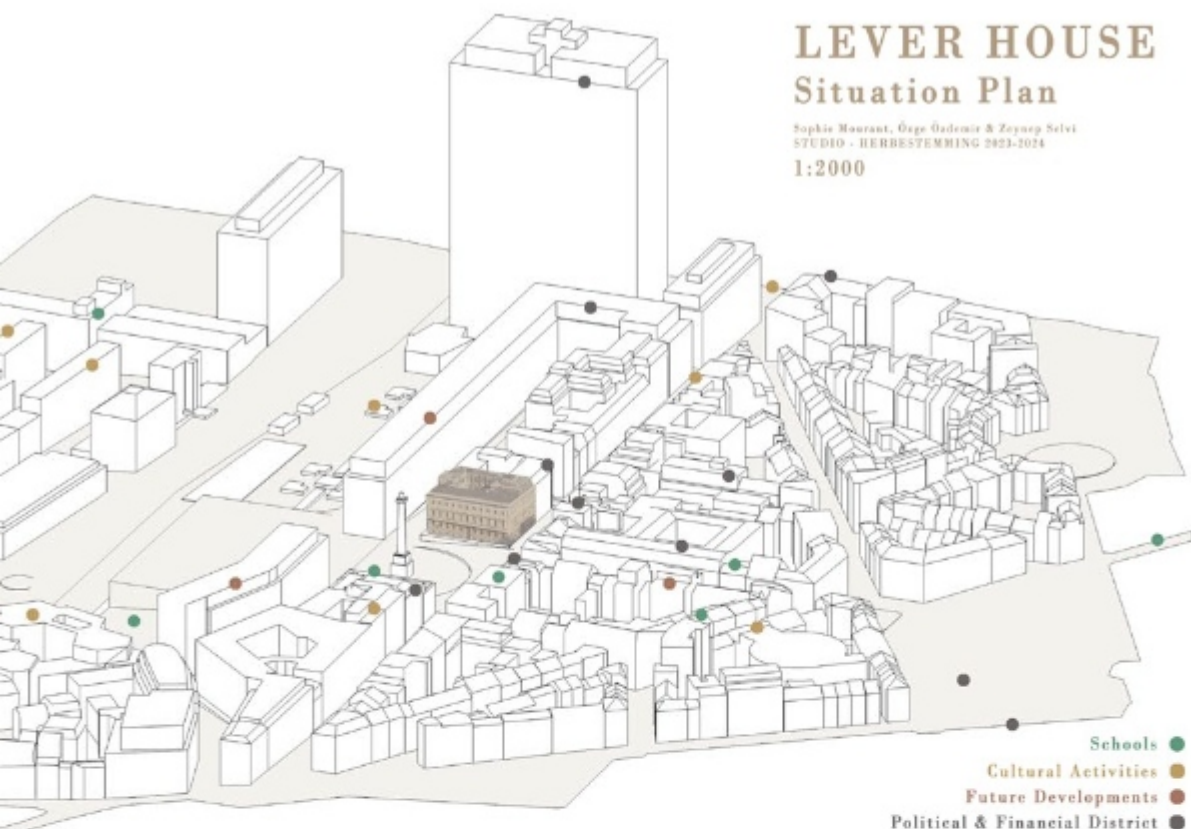 LEVER HOUSE
Situation Plan
Sophie Mourant, Özge Özdemir & Zeynep Selvi
STUDIO - HERBESTEMMING 2023-2024
1:2000
Schools
Cultural Activities
Future Developments
Political & Financial District